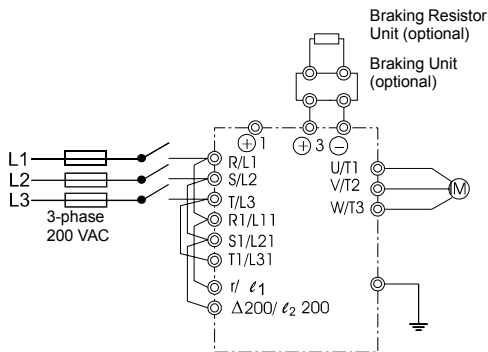 Braking Resistor
Unit (optional)
Braking Unit
(optional)
⊕ 1
⊕ 3 ⊖
L1
L2
L3
3-phase
200 VAC
R/L1
S/L2
T/L3
R1/L11
S1/L21
T1/L31
r/ ℓ1
Δ200/ ℓ2 200
U/T1
V/T2
W/T3
M